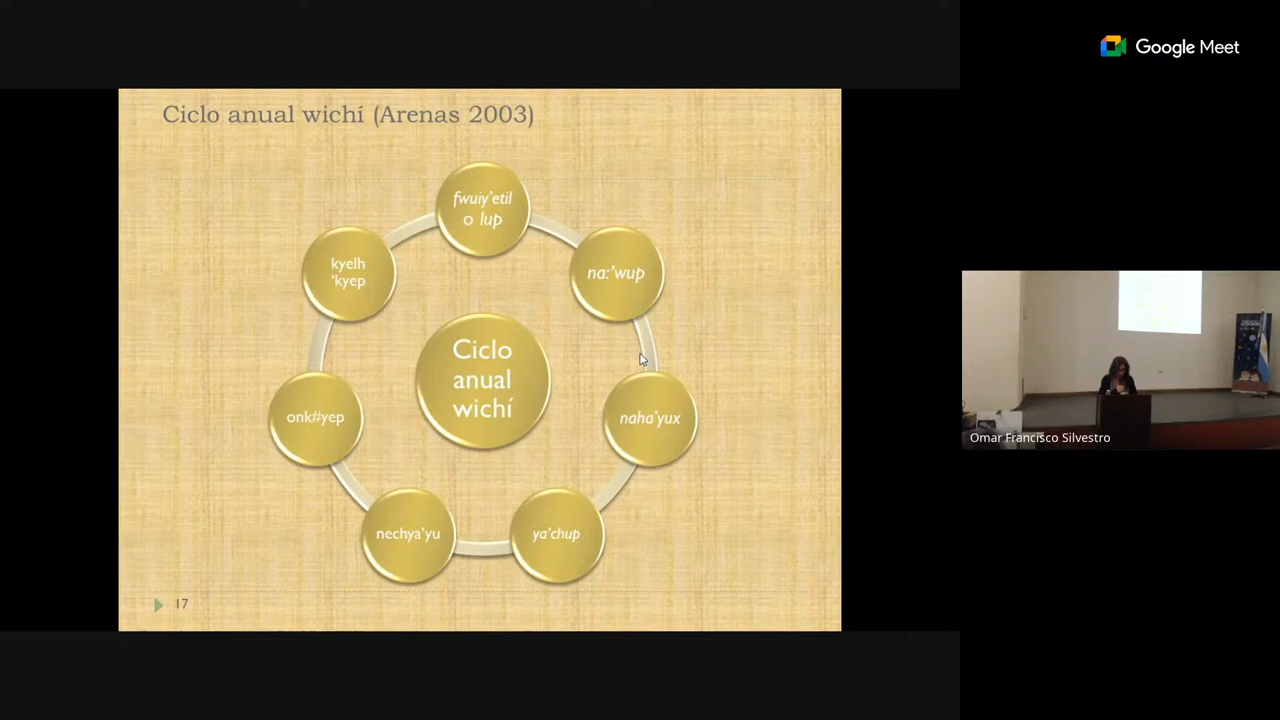 Google Meet
Ciclo anual wichí (Arenas 2003)
fwuiy'etil
o lup
na:'wup
naha'yux
ya'chup
nechya'yu
onk#yep
kyelh
'kyep
Ciclo
anual
wichí
17
Omar Francisco Silvestro